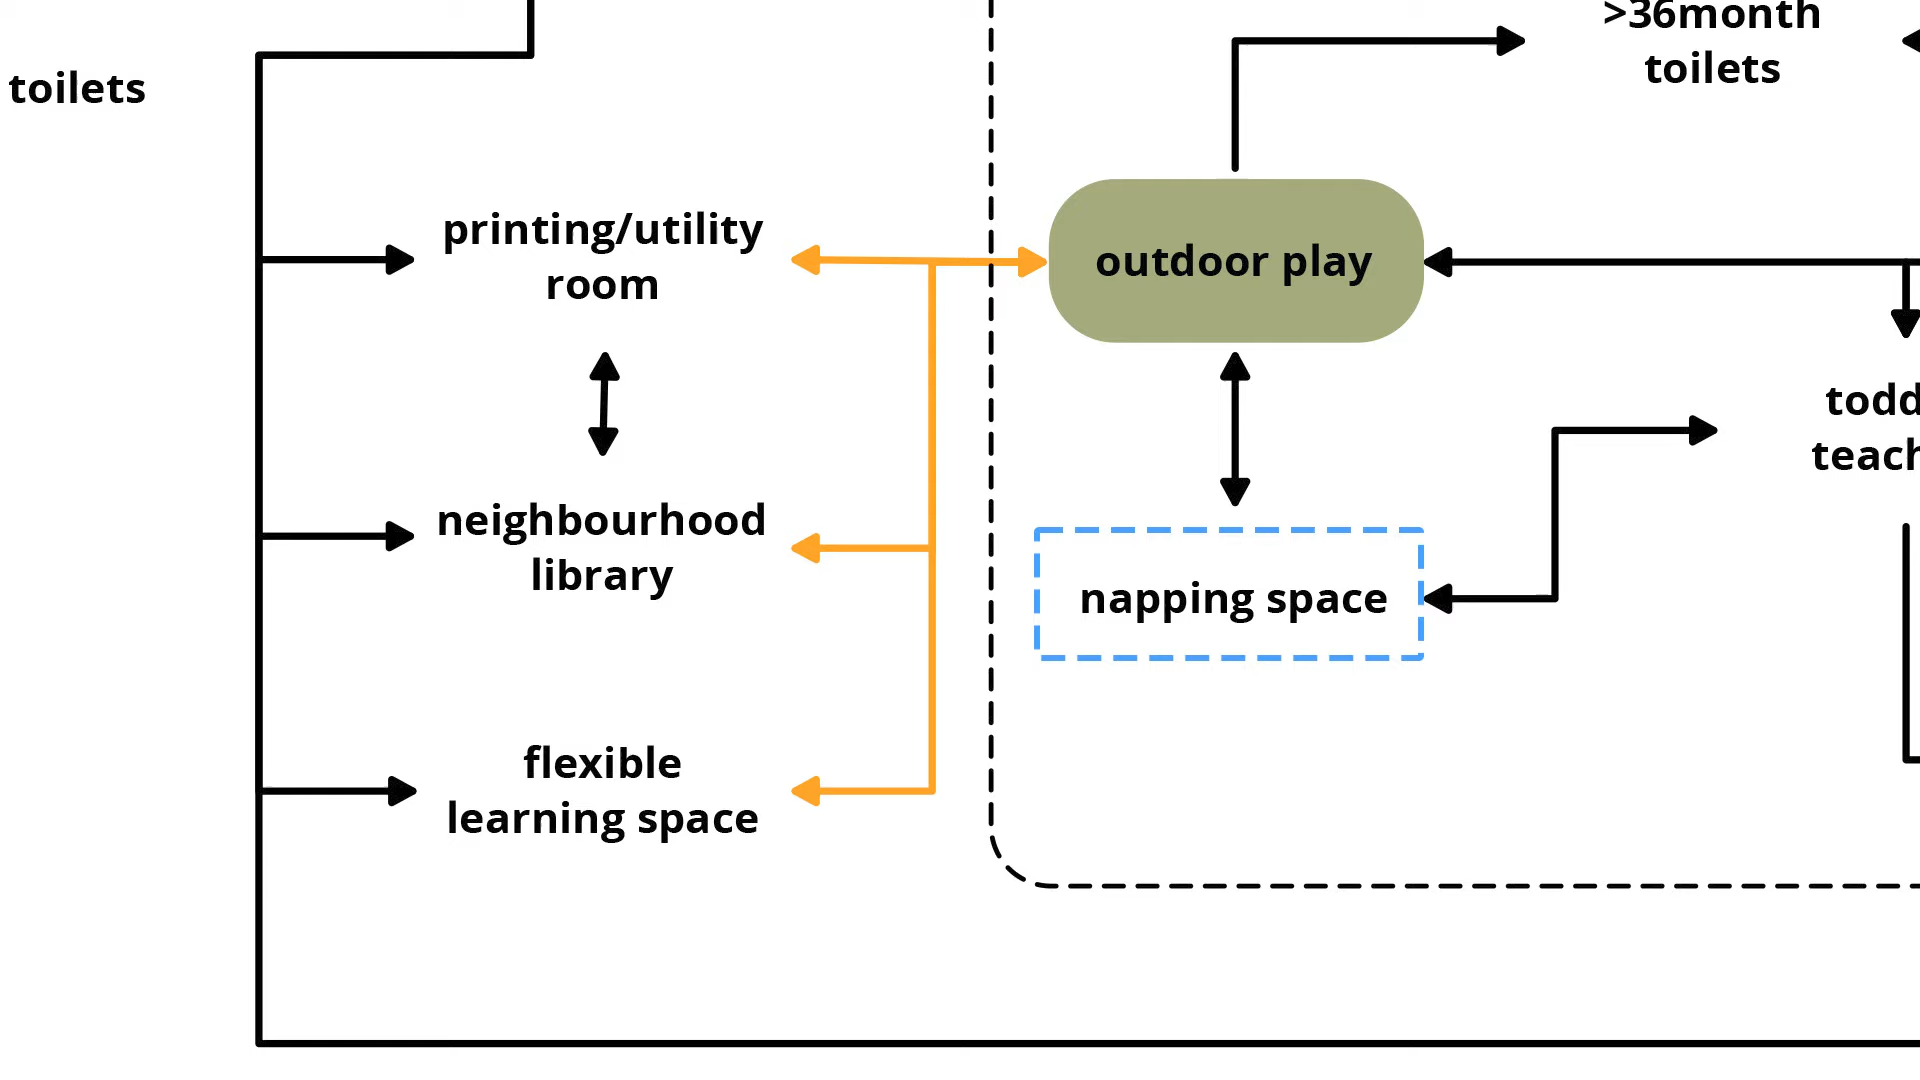 >36month
toilets
toilets
printing/utility
room
outdoor play
neighbourhood
library
napping space
flexible
learning space